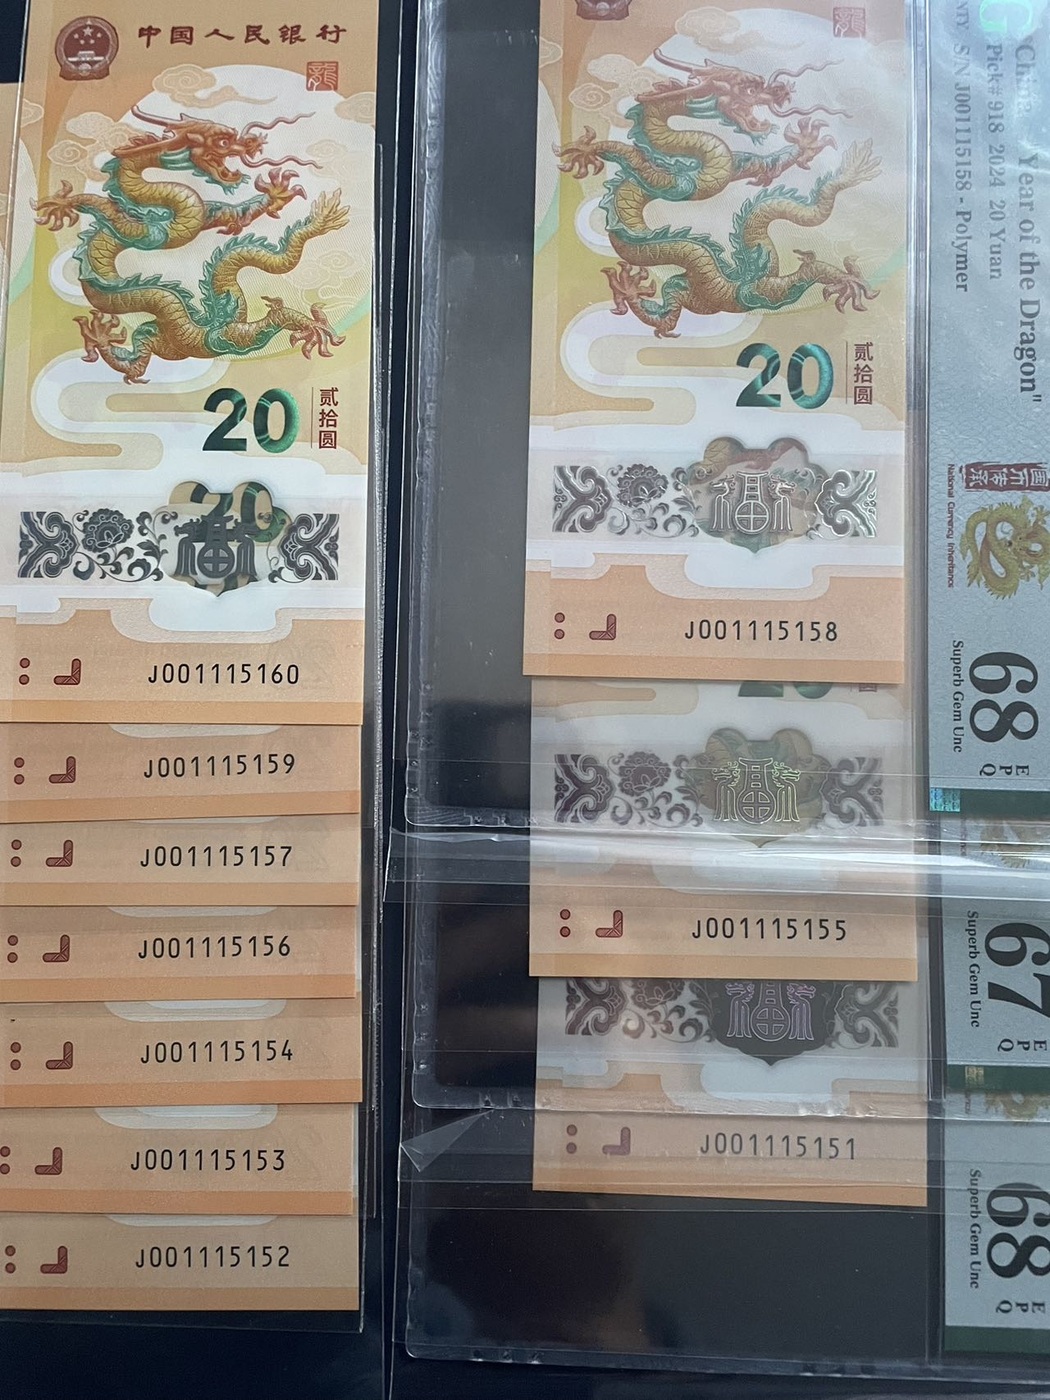 中国人民银行
龍
20
贰拾圆
福
J001115160
J001115159
J001115157
J001115156
J001115154
J001115153
J001115152
20
贰拾圆
福
J001115158
福
J001115155
福
J001115151
"Year of the Dragon"
Pick# 918 2024 20 Yuan
S/N J001115158 - Polymer
National Currency Inheritance
68 EPQ
Superb Gem Unc
67 EPQ
Superb Gem Unc
68 EPQ
Superb Gem Unc